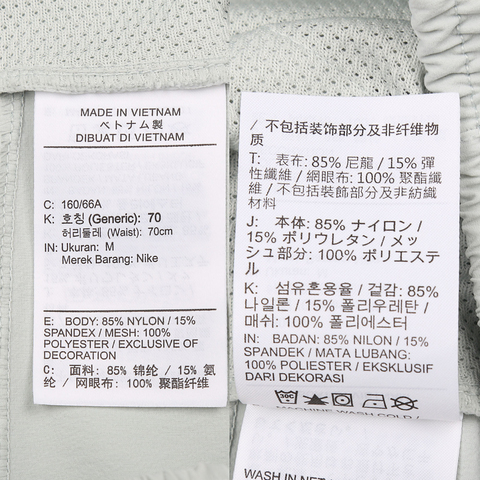 MADE IN VIETNAM
ベトナム製
DIBUAT DI VIETNAM
C: 160/66A
K: 호칭 (Generic): 70
허리둘레 (Waist): 70cm
IN: Ukuran: M
Merek Barang: Nike
E: BODY: 85% NYLON / 15%
SPANDEX / MESH: 100%
POLYESTER / EXCLUSIVE OF
DECORATION
C: 面料: 85% 锦纶 / 15% 氨
纶 / 网眼布: 100% 聚酯纤维
/ 不包括装饰部分及非纤维物
质
T: 表布: 85% 尼龍 / 15% 彈
性纖維 / 網眼布: 100% 聚酯纖
維 / 不包括裝飾部分及非紡織
材料
J: 本体: 85% ナイロン /
15% ポリウレタン / メッ
シュ部分: 100% ポリエステ
ル
K: 섬유혼용율 / 겉감: 85%
나일론 / 15% 폴리우레탄 /
매쉬: 100% 폴리에스터
IN: BADAN: 85% NILON / 15%
SPANDEK / MATA LUBANG:
100% POLIESTER / EKSKLUSIF
DARI DEKORASI
30C
MACHINE WASH COLD /
WASH IN NET